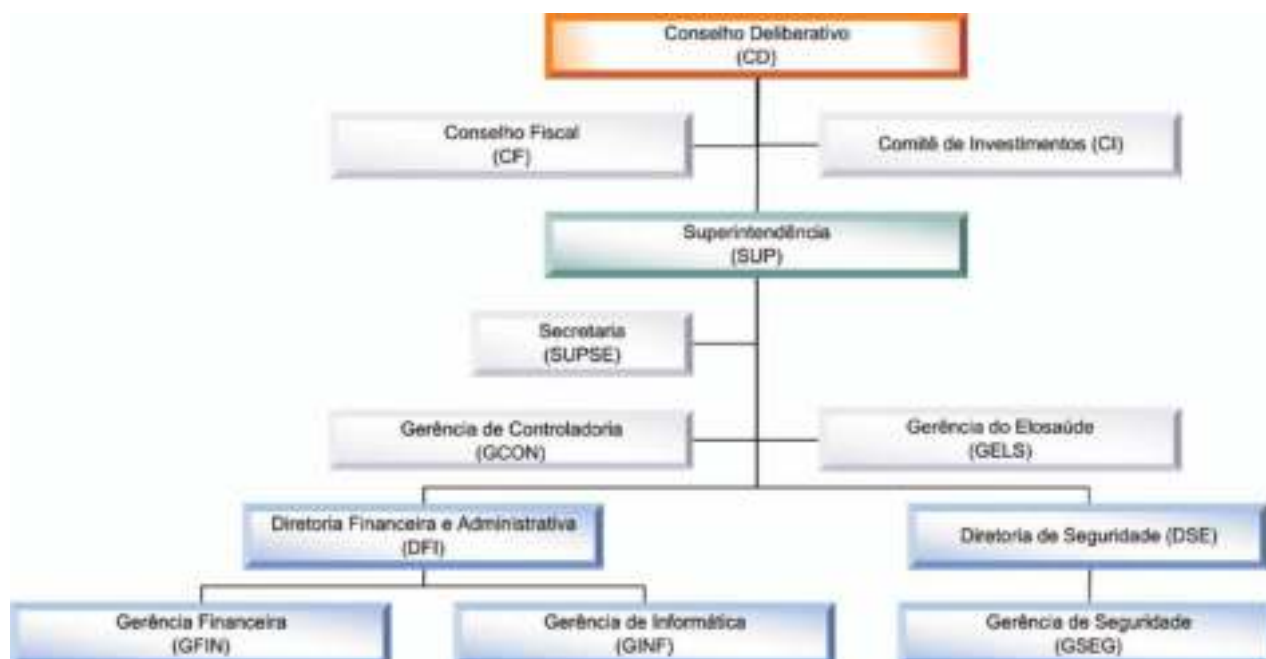 Conselho Deliberativo
(CD)
Conselho Fiscal
(CF)
Comitê de Investimentos (CI)
Superintendência
(SUP)
Secretaria
(SUPSE)
Gerência de Controladoria
(GCON)
Gerência do Elosaúde
(GELS)
Diretoria Financeira e Administrativa
(DFI)
Diretoria de Seguridade (DSE)
Gerência Financeira
(GFIN)
Gerência de Informática
(GINF)
Gerência de Seguridade
(GSEG)